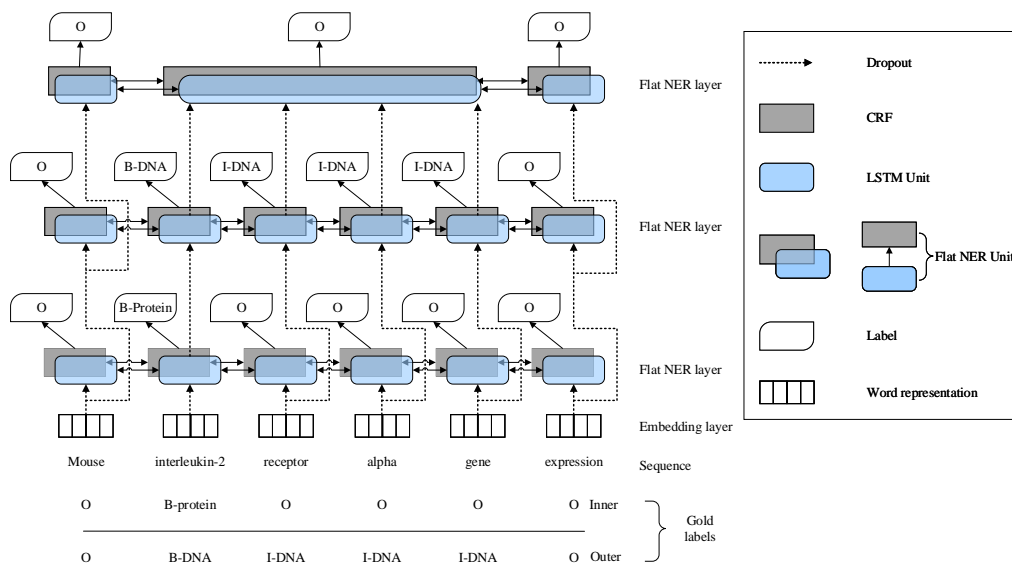 O O O
Flat NER layer
O B-DNA I-DNA I-DNA I-DNA O
Flat NER layer
O B-Protein O O O O
Flat NER layer
Embedding layer
Mouse interleukin-2 receptor alpha gene expression Sequence
O B-protein O O O O Inner
Gold
labels
O B-DNA I-DNA I-DNA I-DNA O Outer
Dropout
CRF
LSTM Unit
Flat NER Unit
Label
Word representation